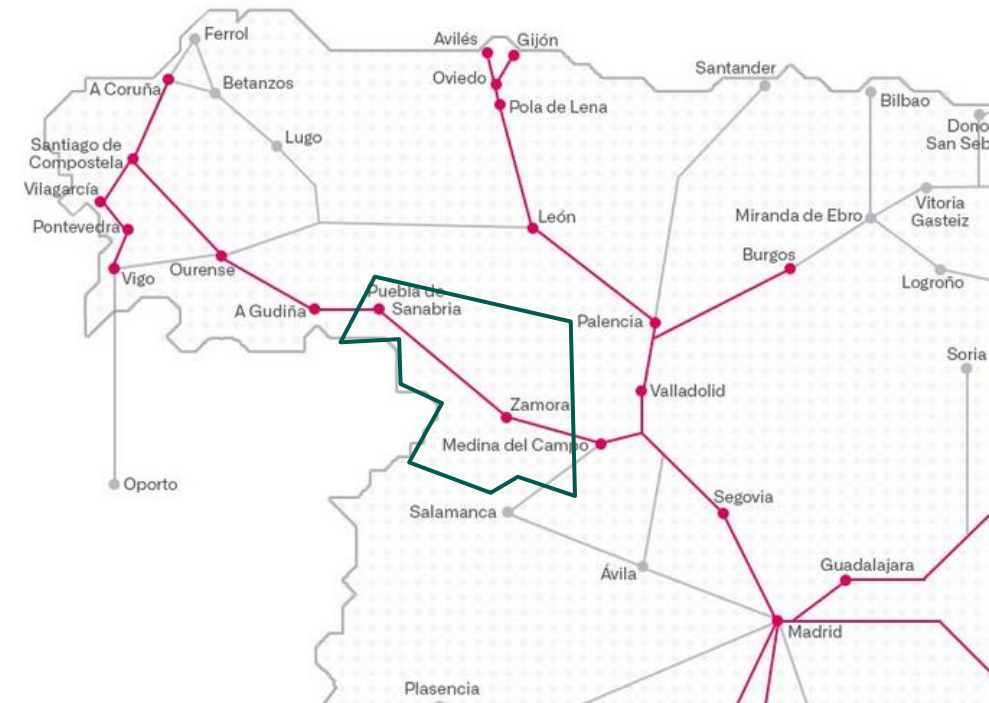 Ferrol
Avilés
Gijón
A Coruña
Betanzos
Oviedo
Santander
Pola de Lena
Bilbao
Dono
San Seb
Lugo
Santiago de
Compostela
Vilagarcía
Pontevedra
León
Miranda de Ebro
Vitoria
Gasteiz
Vigo
Ourense
Burgos
Logroño
A Gudiña
Puebla de
Sanabria
Palencia
Soria
Valladolid
Zamora
Medina del Campo
Oporto
Salamanca
Segovia
Ávila
Guadalajara
Madrid
Plasencia